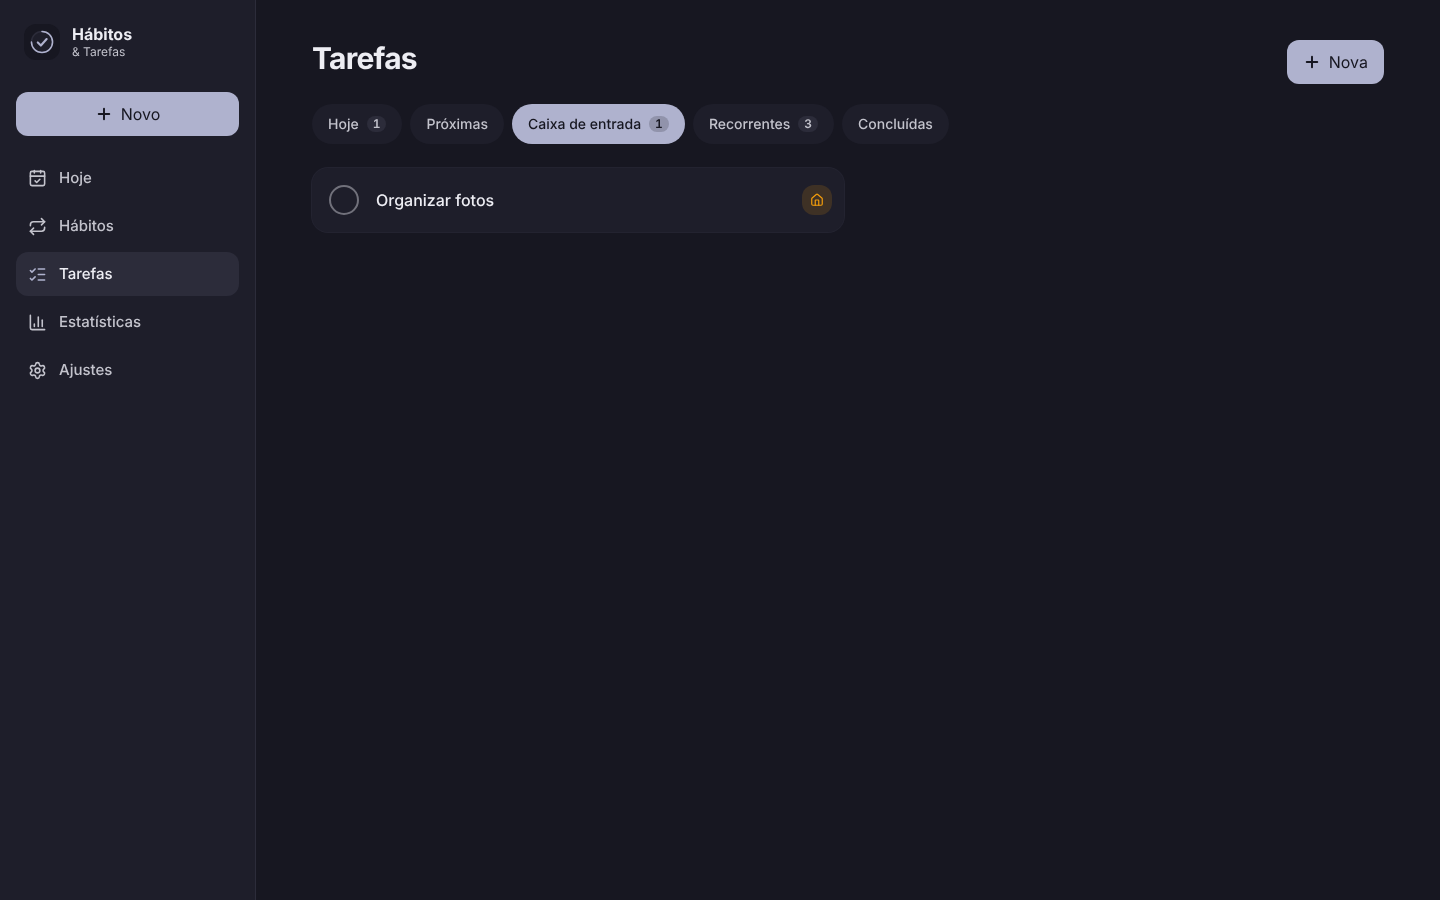 Hábitos
& Tarefas
Novo
Hoje
Hábitos
Tarefas
Estatísticas
Ajustes
Tarefas
Nova
Hoje 1
Próximas
Caixa de entrada 1
Recorrentes 3
Concluídas
Organizar fotos